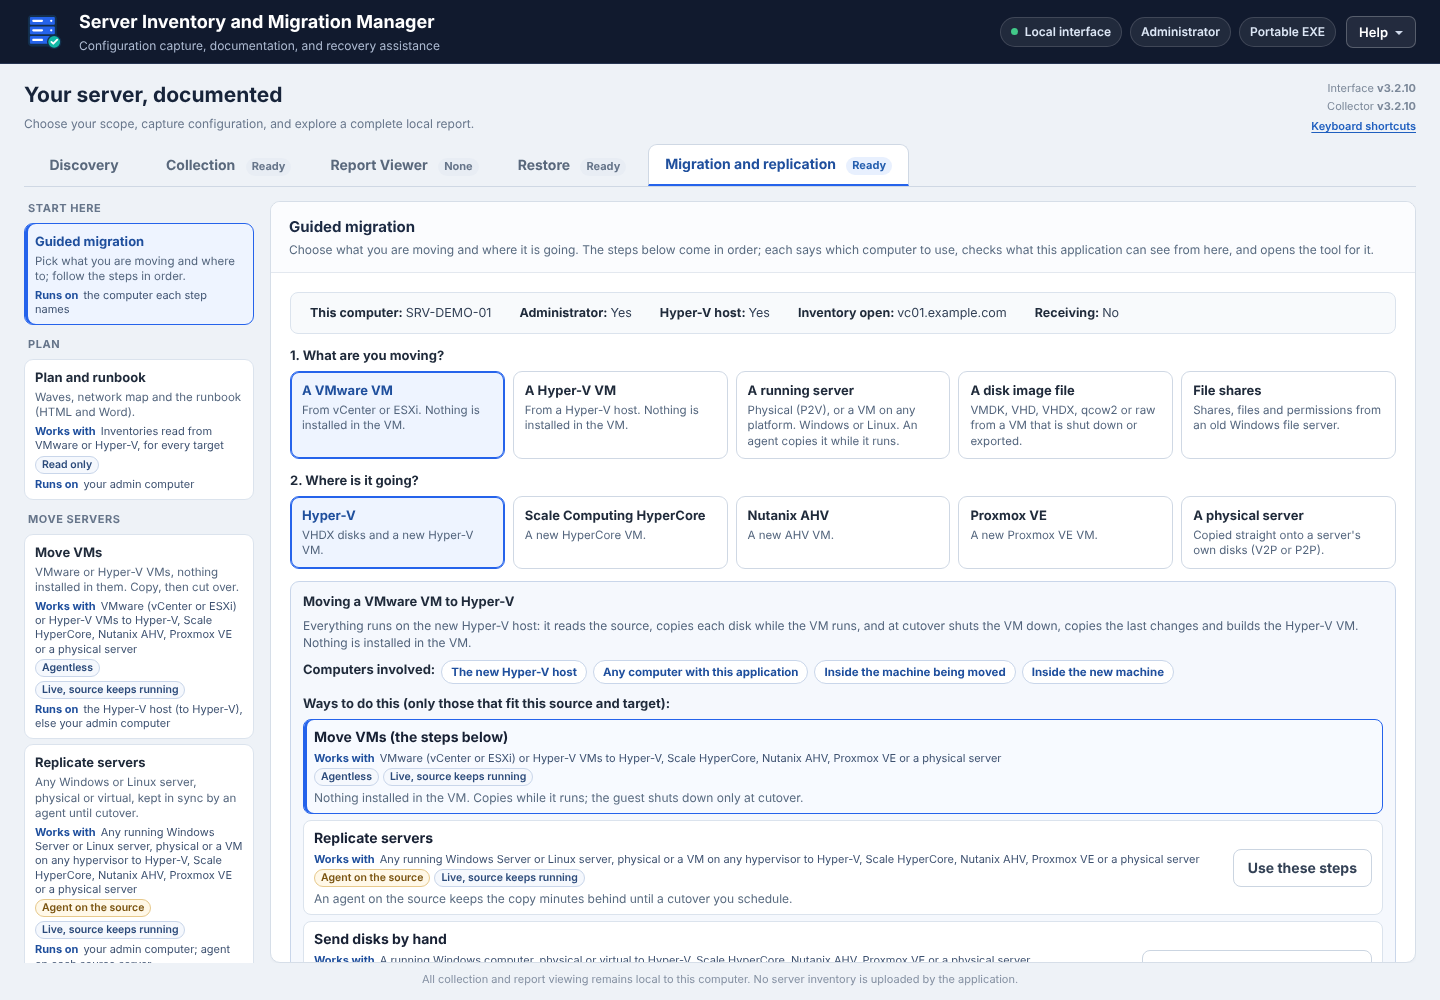 Server Inventory and Migration Manager
Configuration capture, documentation, and recovery assistance
Local interface
Administrator
Portable EXE
Help
Your server, documented
Choose your scope, capture configuration, and explore a complete local report.
Interface v3.2.10
Collector v3.2.10
Keyboard shortcuts
Discovery
Collection Ready
Report Viewer None
Restore Ready
Migration and replication Ready
START HERE
Guided migration
Pick what you are moving and where
to; follow the steps in order.
Runs on the computer each step
names
PLAN
Plan and runbook
Waves, network map and the runbook
(HTML and Word).
Works with Inventories read from
VMware or Hyper-V, for every target
Read only
Runs on your admin computer
MOVE SERVERS
Move VMs
VMware or Hyper-V VMs, nothing
installed in them. Copy, then cut over.
Works with VMware (vCenter or ESXi)
or Hyper-V VMs to Hyper-V, Scale
HyperCore, Nutanix AHV, Proxmox VE
or a physical server
Agentless
Live, source keeps running
Runs on the Hyper-V host (to Hyper-V),
else your admin computer
Replicate servers
Any Windows or Linux server,
physical or virtual, kept in sync by an
agent until cutover.
Works with Any running Windows
Server or Linux server, physical or a VM
on any hypervisor to Hyper-V, Scale
HyperCore, Nutanix AHV, Proxmox VE
or a physical server
Agent on the source
Live, source keeps running
Runs on your admin computer; agent
Guided migration
Choose what you are moving and where it is going. The steps below come in order; each says which computer to use, checks what this application can see from here, and opens the tool for it.
This computer: SRV-DEMO-01 Administrator: Yes Hyper-V host: Yes Inventory open: vc01.example.com Receiving: No
1. What are you moving?
A VMware VM
From vCenter or ESXi. Nothing is
installed in the VM.
A Hyper-V VM
From a Hyper-V host. Nothing is
installed in the VM.
A running server
Physical (P2V), or a VM on any
platform. Windows or Linux. An
agent copies it while it runs.
A disk image file
VMDK, VHD, VHDX, qcow2 or raw
from a VM that is shut down or
exported.
File shares
Shares, files and permissions from
an old Windows file server.
2. Where is it going?
Hyper-V
VHDX disks and a new Hyper-V
VM.
Scale Computing HyperCore
A new HyperCore VM.
Nutanix AHV
A new AHV VM.
Proxmox VE
A new Proxmox VE VM.
A physical server
Copied straight onto a server's
own disks (V2P or P2P).
Moving a VMware VM to Hyper-V
Everything runs on the new Hyper-V host: it reads the source, copies each disk while the VM runs, and at cutover shuts the VM down, copies the last changes and builds the Hyper-V VM.
Nothing is installed in the VM.
Computers involved: The new Hyper-V host Any computer with this application Inside the machine being moved Inside the new machine
Ways to do this (only those that fit this source and target):
Move VMs (the steps below)
Works with VMware (vCenter or ESXi) or Hyper-V VMs to Hyper-V, Scale HyperCore, Nutanix AHV, Proxmox VE or a physical server
Agentless Live, source keeps running
Nothing installed in the VM. Copies while it runs; the guest shuts down only at cutover.
Replicate servers
Works with Any running Windows Server or Linux server, physical or a VM on any hypervisor to Hyper-V, Scale HyperCore, Nutanix AHV, Proxmox VE or a physical server
Agent on the source Live, source keeps running
An agent on the source keeps the copy minutes behind until a cutover you schedule.
Use these steps
Send disks by hand
Works with A running Windows computer, physical or virtual to Hyper-V, Scale HyperCore, Nutanix AHV, Proxmox VE or a physical server
All collection and report viewing remains local to this computer. No server inventory is uploaded by the application.